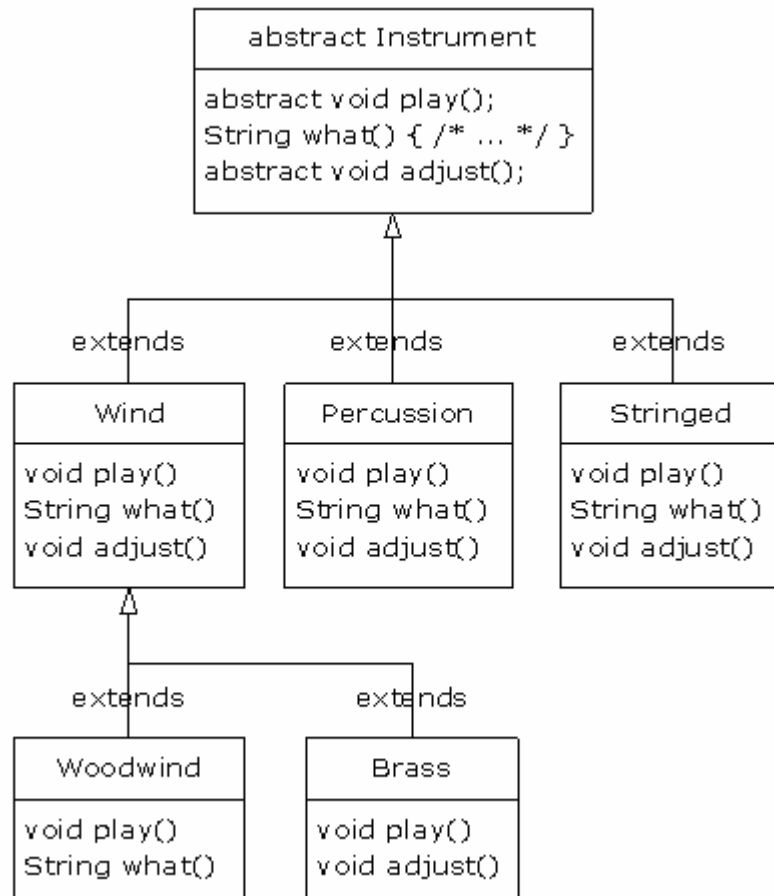 abstract Instrument
abstract void play();
String what() { /* ... */ }
abstract void adjust();
extends
extends
extends
Wind
void play()
String what()
void adjust()
Percussion
void play()
String what()
void adjust()
Stringed
void play()
String what()
void adjust()
extends
extends
Woodwind
void play()
String what()
Brass
void play()
void adjust()